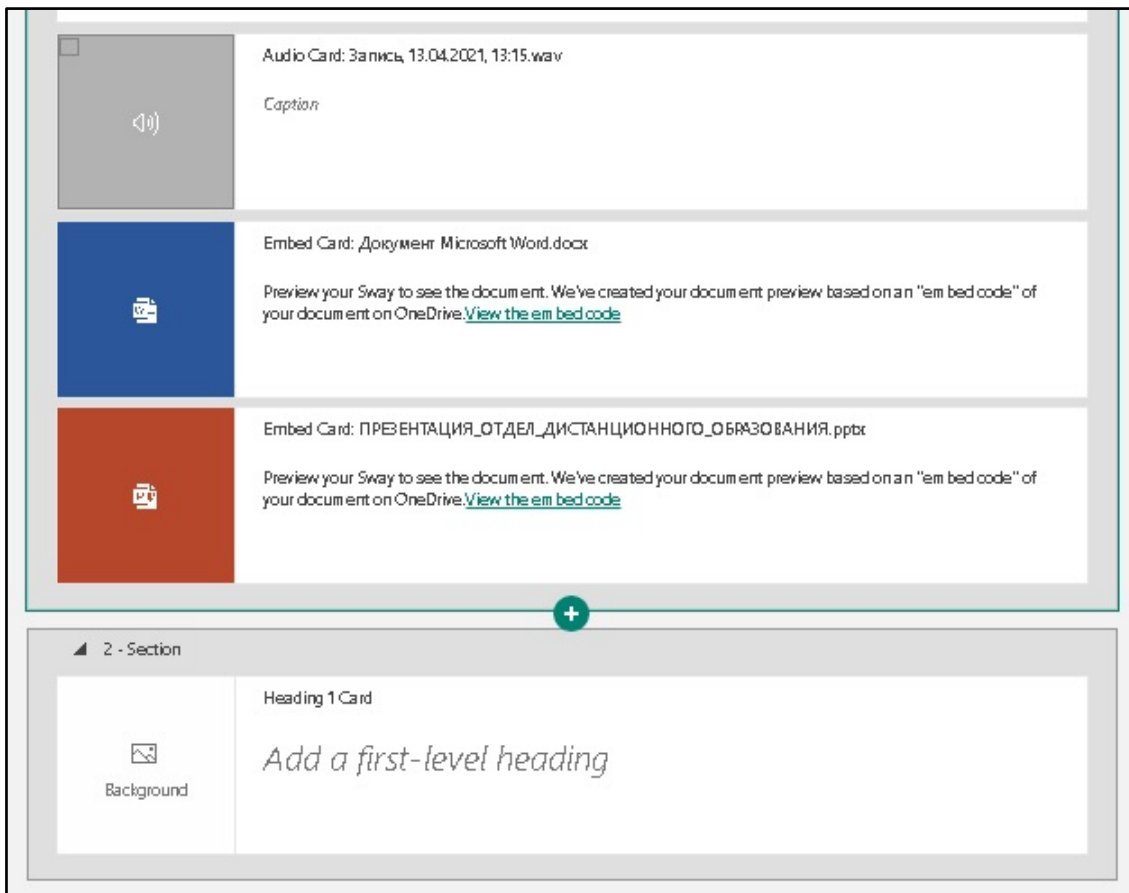 Audio Card: Запись, 13.04.2021, 13:15.wav
Caption
Embed Card: Документ Microsoft Word.docx
Preview your Sway to see the document. We've created your document preview based on an "embed code" of
your document on OneDrive.View the embed code
Embed Card: ПРЕЗЕНТАЦИЯ_ОТДЕЛ_ДИСТАНЦИОННОГО_ОБРАЗОВАНИЯ.pptx
Preview your Sway to see the document. We've created your document preview based on an "embed code" of
your document on OneDrive.View the embed code
2 - Section
Heading 1 Card
Add a first-level heading
Background